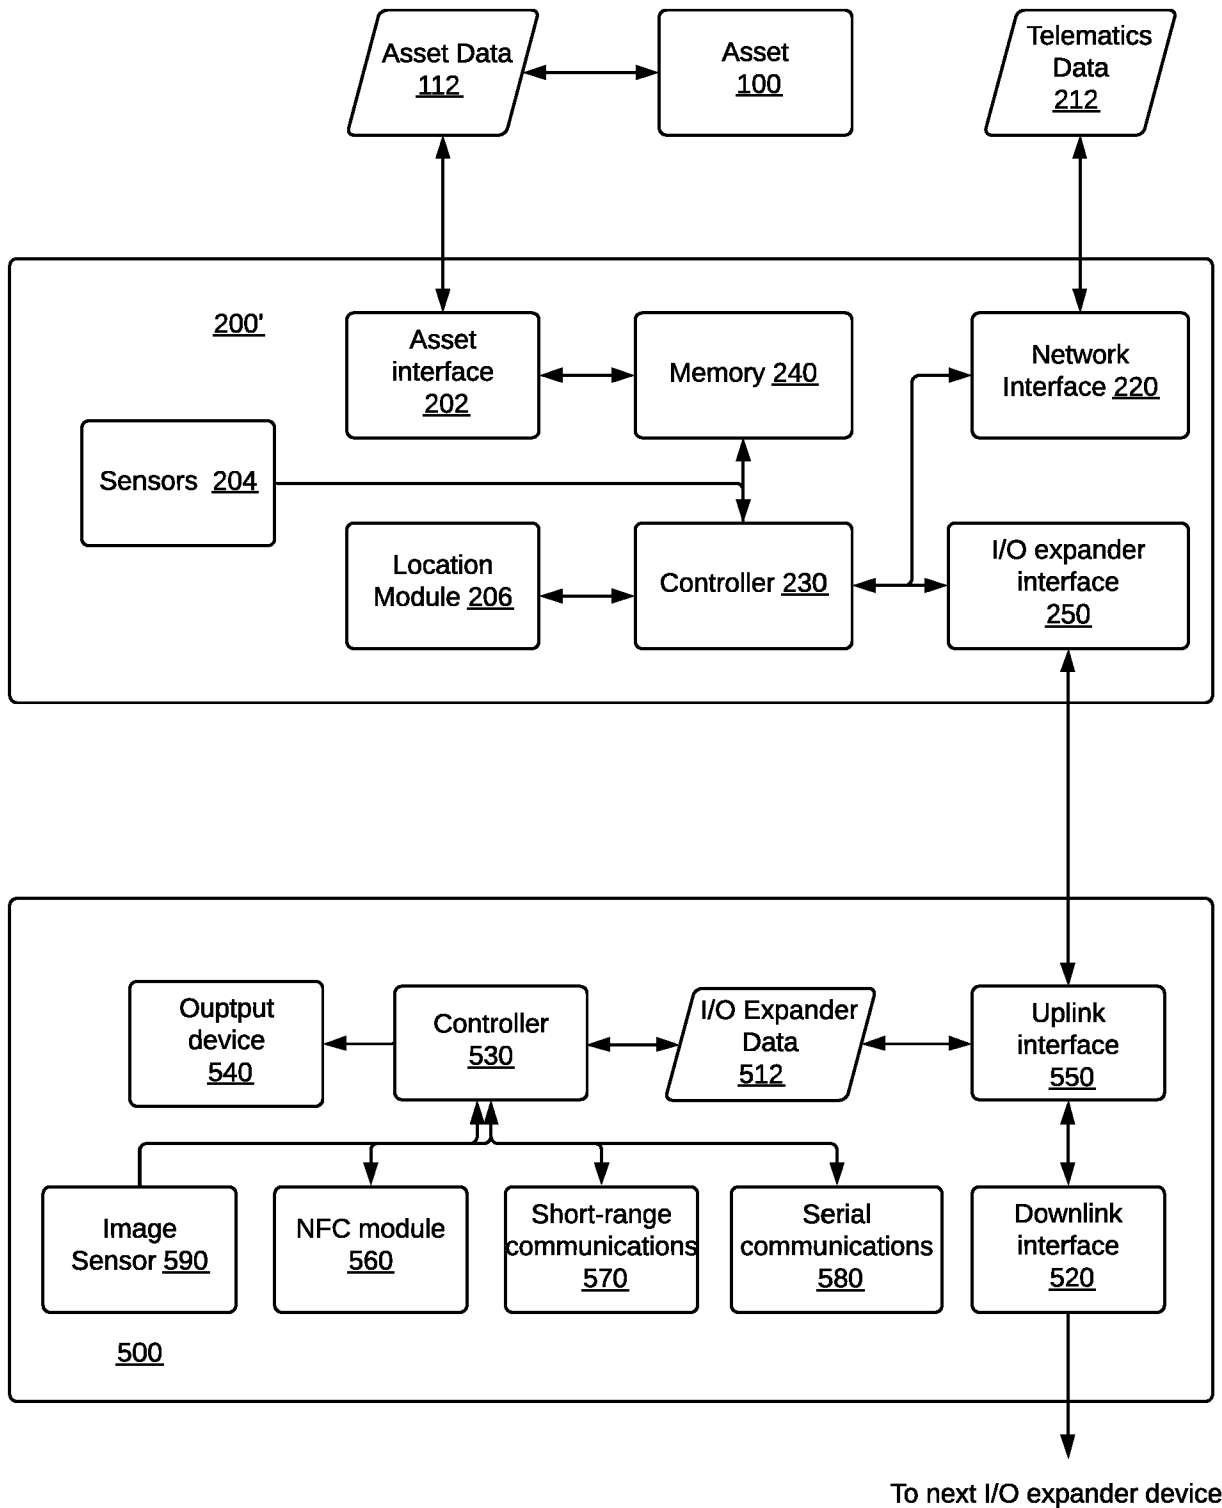 Asset Data
112
Asset
100
Telematics
Data
212
200'
Asset
interface
202
Memory 240
Network
Interface 220
Sensors 204
Location
Module 206
Controller 230
I/O expander
interface
250
Ouptput
device
540
Controller
530
I/O Expander
Data
512
Uplink
interface
550
Image
Sensor 590
NFC module
560
Short-range
communications
570
Serial
communications
580
Downlink
interface
520
500
To next I/O expander device